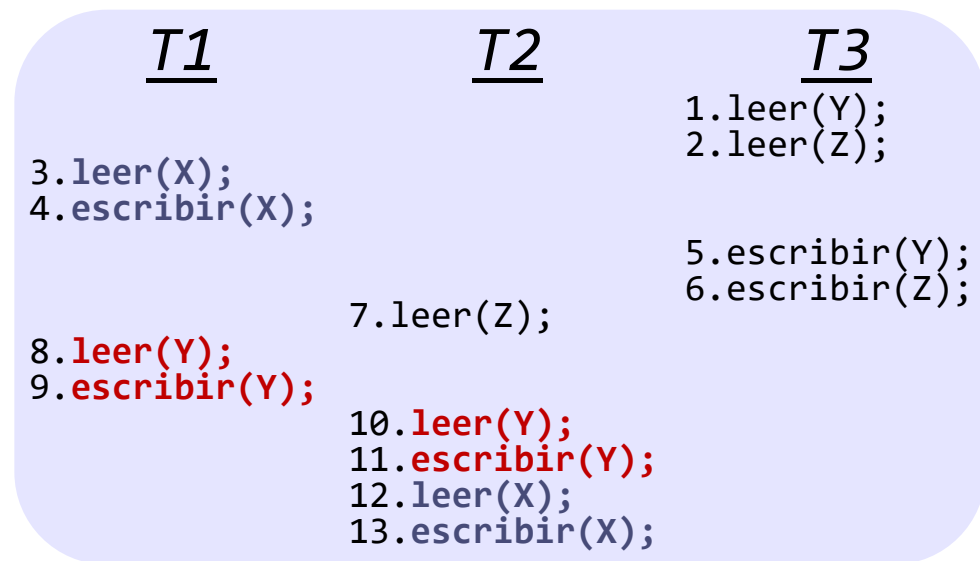 T1 T2 T3
1.leer(Y);
2.leer(Z);
3.leer(X);
4.escribir(X);
5.escribir(Y);
6.escribir(Z);
7.leer(Z);
8.leer(Y);
9.escribir(Y);
10.leer(Y);
11.escribir(Y);
12.leer(X);
13.escribir(X);